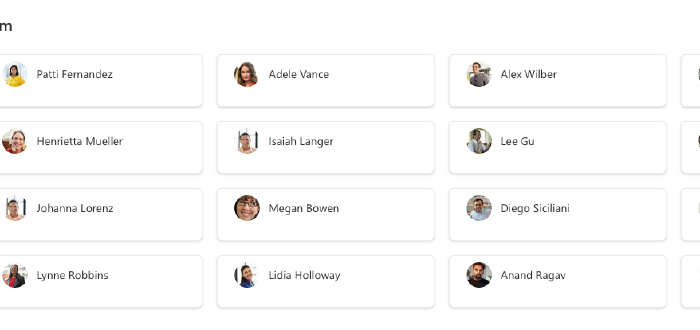 m
Patti Fernandez
Adele Vance
Alex Wilber
Henrietta Mueller
Isaiah Langer
Lee Gu
Johanna Lorenz
Megan Bowen
Diego Siciliani
Lynne Robbins
Lidia Holloway
Anand Ragav